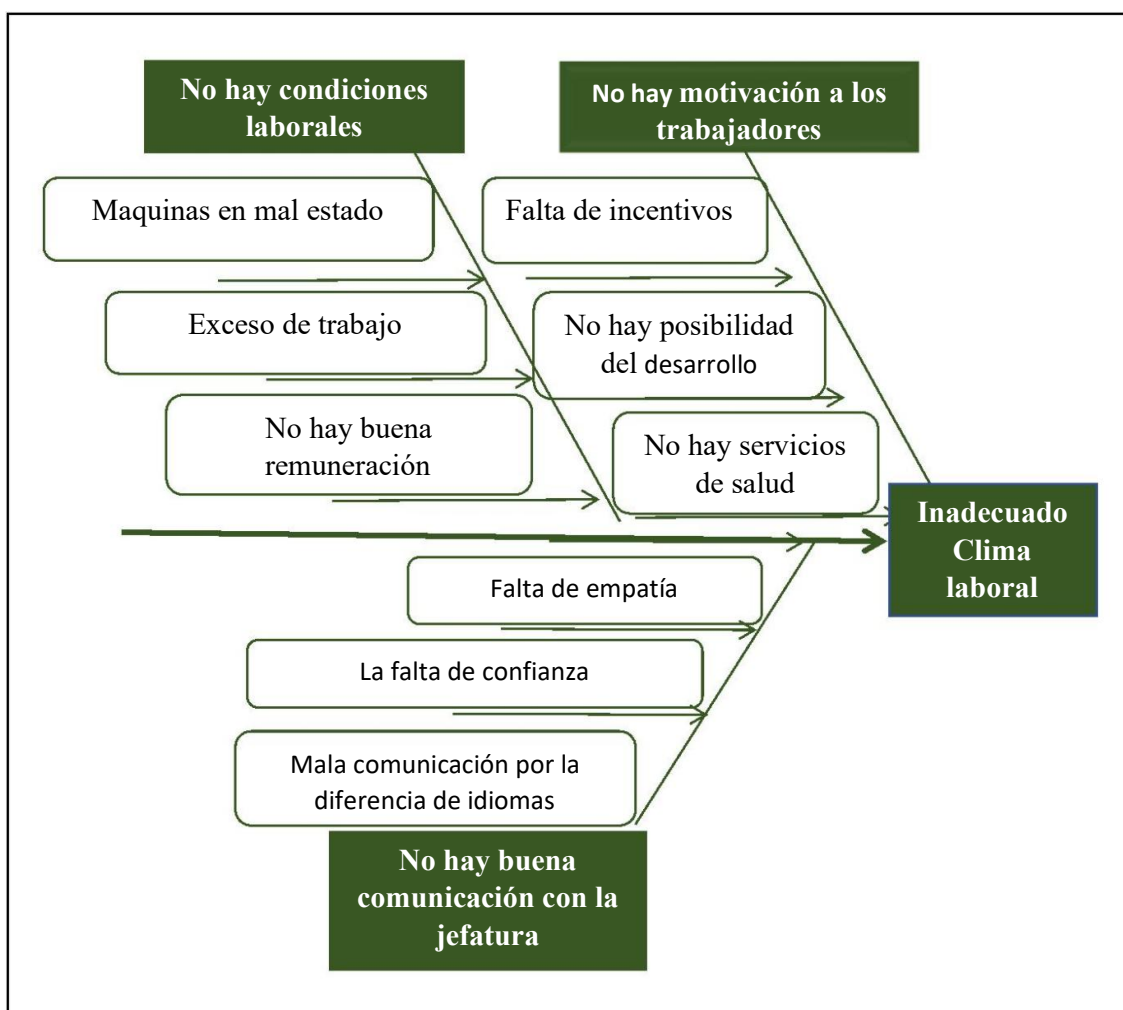 No hay condiciones
laborales
No hay motivación a los
trabajadores
Maquinas en mal estado
Falta de incentivos
Exceso de trabajo
No hay posibilidad
del desarrollo
No hay buena
remuneración
No hay servicios
de salud
Inadecuado
Clima
laboral
Falta de empatía
La falta de confianza
Mala comunicación por la
diferencia de idiomas
No hay buena
comunicación con la
jefatura